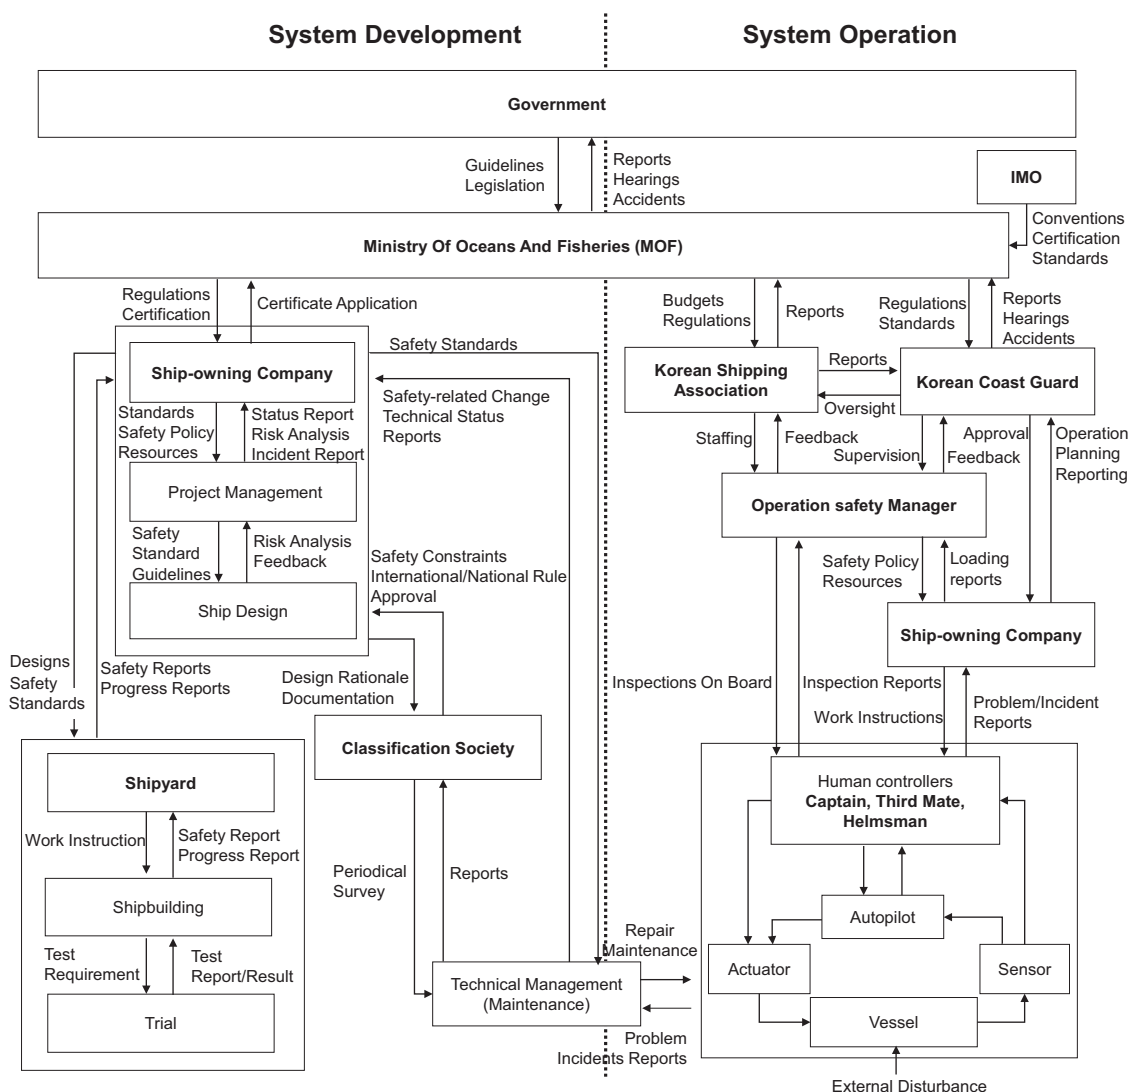 System Development
System Operation
Government
Guidelines
Legislation
Reports
Hearings
Accidents
IMO
Conventions
Certification
Standards
Ministry Of Oceans And Fisheries (MOF)
Regulations
Certification
Certificate Application
Budgets
Regulations
Reports
Regulations
Standards
Reports
Hearings
Accidents
Safety Standards
Ship-owning Company
Korean Shipping
Association
Reports
Oversight
Korean Coast Guard
Standards
Safety Policy
Resources
Status Report
Risk Analysis
Incident Report
Safety-related Change
Technical Status
Reports
Staffing
Feedback
Supervision
Approval
Feedback
Operation
Planning
Reporting
Project Management
Operation safety Manager
Safety
Standard
Guidelines
Risk Analysis
Feedback
Safety Constraints
International/National Rule
Approval
Safety Policy
Resources
Loading
reports
Ship Design
Ship-owning Company
Designs
Safety
Standards
Safety Reports
Progress Reports
Design Rationale
Documentation
Inspections On Board
Inspection Reports
Work Instructions
Problem/Incident
Reports
Classification Society
Shipyard
Human controllers
Captain, Third Mate,
Helmsman
Work Instruction
Safety Report
Progress Report
Periodical
Survey
Reports
Shipbuilding
Autopilot
Test
Requirement
Test
Report/Result
Repair
Maintenance
Actuator
Sensor
Technical Management
(Maintenance)
Trial
Vessel
Problem
Incidents Reports
External Disturbance